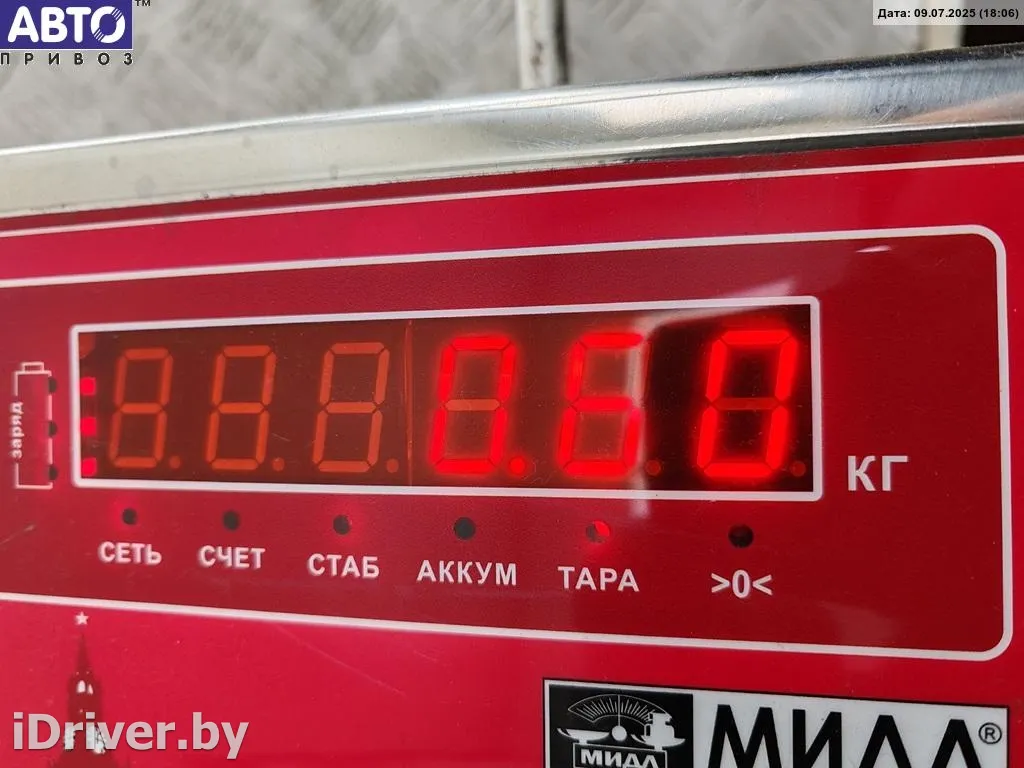 АВТО™
ПРИВОЗ
Дата: 09.07.2025 (18:06)
заряд
0.60
КГ
СЕТЬ СЧЕТ СТАБ АККУМ ТАРА >0<
iDriver.by
МИДЛ
МИДЛ®